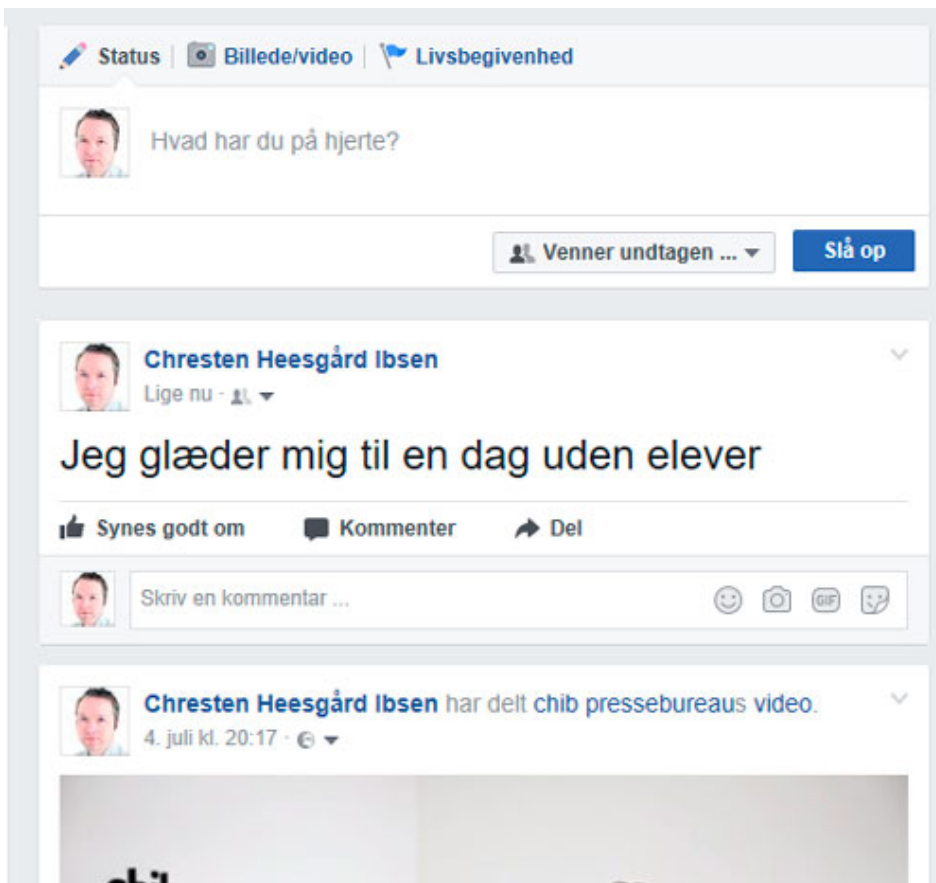 Status | Billede/video | Livsbegivenhed
Hvad har du på hjerte?
Venner undtagen ... Slå op
Chresten Heesgård Ibsen
Lige nu ·
Jeg glæder mig til en dag uden elever
Synes godt om Kommenter Del
Skriv en kommentar ... GIF
Chresten Heesgård Ibsen har delt chib pressebureaus video.
4. juli kl. 20:17 ·